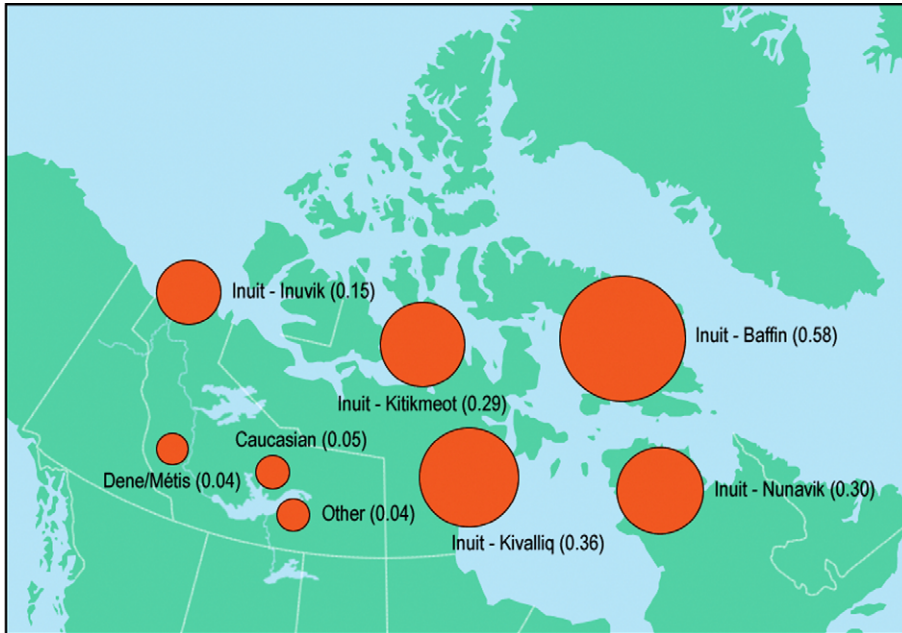 Inuit - Inuvik (0.15)
Inuit - Baffin (0.58)
Inuit - Kitikmeot (0.29)
Caucasian (0.05)
Dene/Métis (0.04)
Inuit - Nunavik (0.30)
Other (0.04)
Inuit - Kivalliq (0.36)